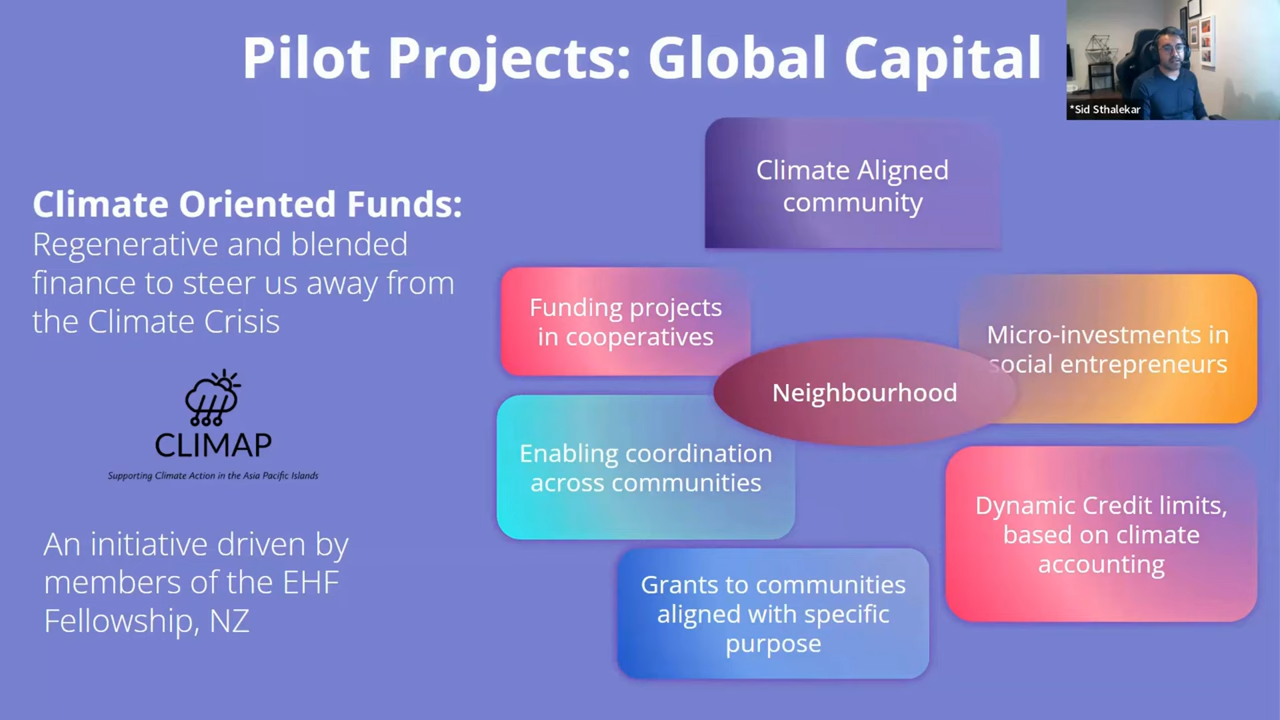 Pilot Projects: Global Capital
*Sid Sthalekar
Climate Oriented Funds:
Regenerative and blended
finance to steer us away from
the Climate Crisis
CLIMAP
Supporting Climate Action in the Asia Pacific Islands
An initiative driven by
members of the EHF
Fellowship, NZ
Climate Aligned
community
Funding projects
in cooperatives
Micro-investments in
social entrepreneurs
Neighbourhood
Enabling coordination
across communities
Dynamic Credit limits,
based on climate
accounting
Grants to communities
aligned with specific
purpose